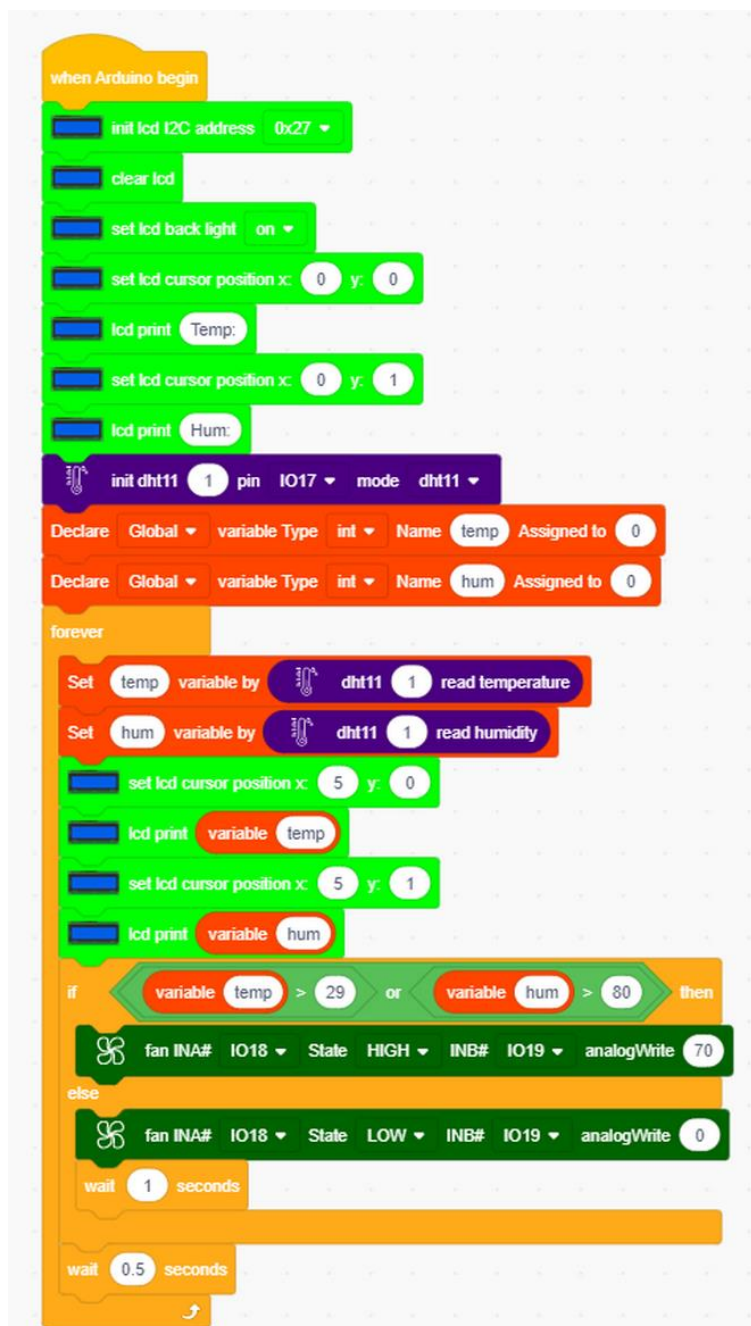 when Arduino begin
init lcd I2C address 0x27
clear lcd
set lcd back light on
set lcd cursor position x: 0 y: 0
lcd print Temp:
set lcd cursor position x: 0 y: 1
lcd print Hum:
init dht11 1 pin IO17 mode dht11
Declare Global variable Type int Name temp Assigned to 0
Declare Global variable Type int Name hum Assigned to 0
forever
Set temp variable by dht11 1 read temperature
Set hum variable by dht11 1 read humidity
set lcd cursor position x: 5 y: 0
lcd print variable temp
set lcd cursor position x: 5 y: 1
lcd print variable hum
if variable temp > 29 or variable hum > 80 then
fan INA# IO18 State HIGH INB# IO19 analogWrite 70
else
fan INA# IO18 State LOW INB# IO19 analogWrite 0
wait 1 seconds
wait 0.5 seconds